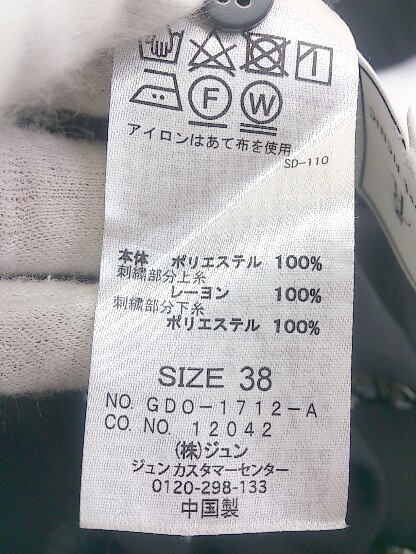 F W
アイロンはあて布を使用
SD-110
本体 ポリエステル 100%
刺繍部分上糸
レーヨン 100%
刺繍部分下糸
ポリエステル 100%
SIZE 38
NO. GDO-1712-A
CO. NO. 12042
(株)ジュン
ジュン カスタマーセンター
0120-298-133
中国製